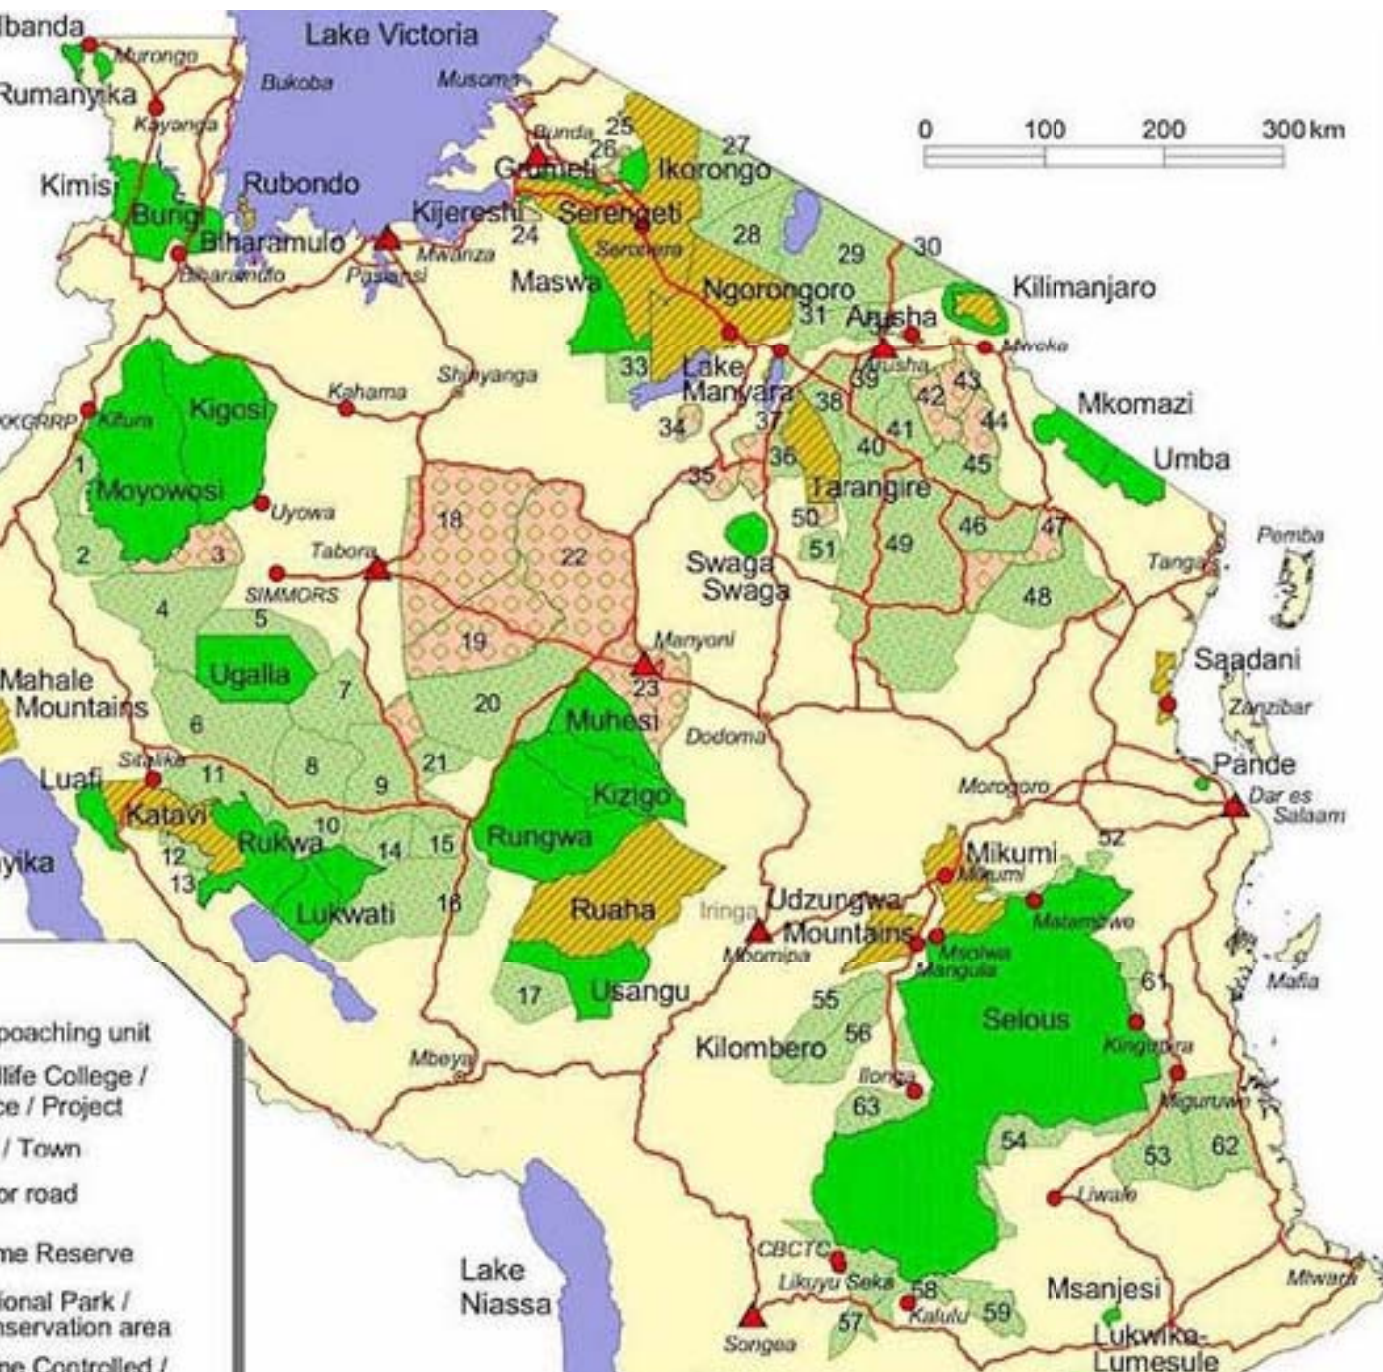 Ibanda
Lake Victoria
Murongo
Musoma
Bukoba
Rumanyika
Kayanga
Bunda
25
26
27
0 100 200 300 km
Grumeti
Ikorongo
Kimisi
Rubondo
Bungi
Kijereshi
Serengeti
Biharamulo
24
28
29
30
Seronera
Mwanza
Biharamulo
Pasiansi
Maswa
Ngorongoro
Kilimanjaro
31
Arusha
Mweka
33
Lake
Manyara
Arusha
39
42
43
Shinyanga
Kahama
Kigosi
38
Mkomazi
KKGRRP
Kifura
34
37
41
44
40
Umba
1
36
45
35
Moyowosi
Tarangire
Uyowa
18
50
46
47
Pemba
2
3
Tabora
22
51
49
Swaga
Swaga
Tanga
SIMMORS
48
4
5
19
Manyoni
Saadani
Ugalla
Mahale
Mountains
7
20
23
Zanzibar
6
Muhesi
Dodoma
Sitalike
21
Pande
Luafi
11
8
9
Kizigo
Morogoro
Dar es
Salaam
Katavi
10
Rukwa
Rungwa
15
14
52
12
Mikumi
Mikumi
13
Lukwati
16
Ruaha
Iringa
Udzungwa
Mountains
Matambwe
Mbomipa
Msolwa
Mangula
Mafia
17
Usangu
55
61
Selous
poaching unit
56
Kilombero
Kingupira
Mbeya
dlife College /
Ilonga
ce / Project
63
Miguruwe
/ Town
54
53
62
or road
Liwale
me Reserve
CBCTC
Lake
Niassa
Likuyu Seka
58
Msanjesi
ional Park /
nservation area
57
Kalulu
59
Songea
Lukwika-
Lumesule
me Controlled /